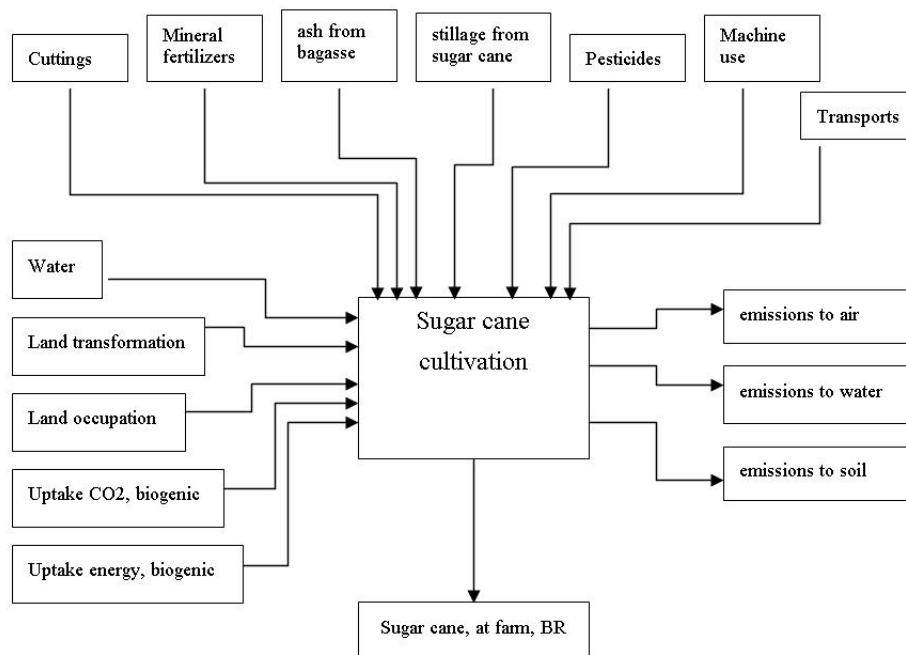 Cuttings
Mineral
fertilizers
ash from
bagasse
stillage from
sugar cane
Pesticides
Machine
use
Transports
Water
Land transformation
Land occupation
Uptake CO2, biogenic
Uptake energy, biogenic
Sugar cane
cultivation
emissions to air
emissions to water
emissions to soil
Sugar cane, at farm, BR